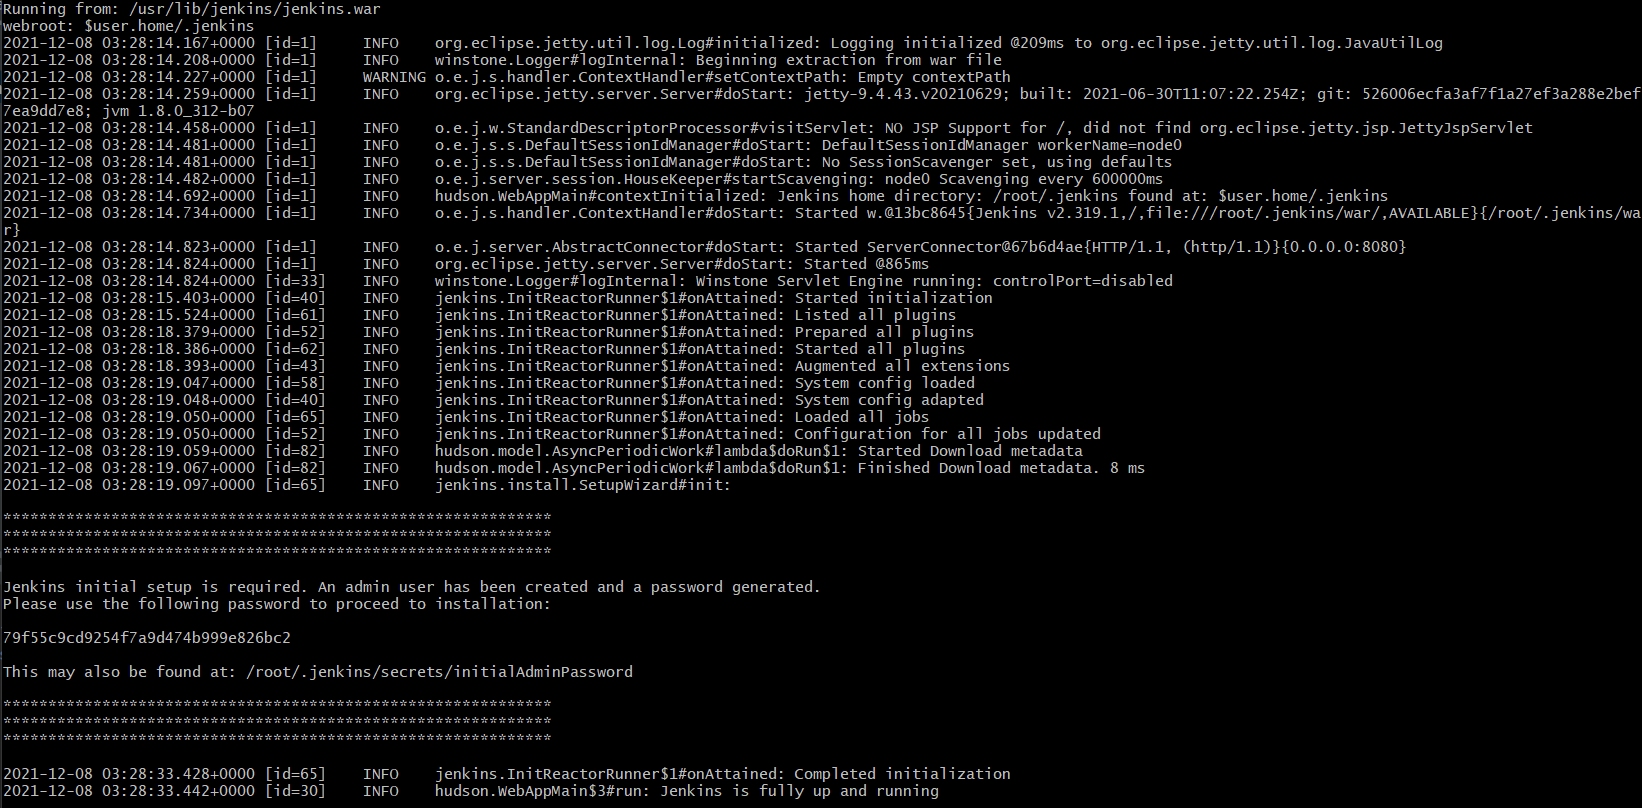 Running from: /usr/lib/jenkins/jenkins.war
webroot: $user.home/.jenkins
2021-12-08 03:28:14.167+0000 [id=1]     INFO    org.eclipse.jetty.util.log.Log#initialized: Logging initialized @209ms to org.eclipse.jetty.util.log.JavaUtilLog
2021-12-08 03:28:14.208+0000 [id=1]     INFO    winstone.Logger#logInternal: Beginning extraction from war file
2021-12-08 03:28:14.227+0000 [id=1]     WARNING o.e.j.s.handler.ContextHandler#setContextPath: Empty contextPath
2021-12-08 03:28:14.259+0000 [id=1]     INFO    org.eclipse.jetty.server.Server#doStart: jetty-9.4.43.v20210629; built: 2021-06-30T11:07:22.254Z; git: 526006ecfa3af7f1a27ef3a288e2bef
7ea9dd7e8; jvm 1.8.0_312-b07
2021-12-08 03:28:14.458+0000 [id=1]     INFO    o.e.j.w.StandardDescriptorProcessor#visitServlet: NO JSP Support for /, did not find org.eclipse.jetty.jsp.JettyJspServlet
2021-12-08 03:28:14.481+0000 [id=1]     INFO    o.e.j.s.s.DefaultSessionIdManager#doStart: DefaultSessionIdManager workerName=node0
2021-12-08 03:28:14.481+0000 [id=1]     INFO    o.e.j.s.s.DefaultSessionIdManager#doStart: No SessionScavenger set, using defaults
2021-12-08 03:28:14.482+0000 [id=1]     INFO    o.e.j.server.session.HouseKeeper#startScavenging: node0 Scavenging every 600000ms
2021-12-08 03:28:14.692+0000 [id=1]     INFO    hudson.WebAppMain#contextInitialized: Jenkins home directory: /root/.jenkins found at: $user.home/.jenkins
2021-12-08 03:28:14.734+0000 [id=1]     INFO    o.e.j.s.handler.ContextHandler#doStart: Started w.@13bc8645{Jenkins v2.319.1,/,file:///root/.jenkins/war/,AVAILABLE}{/root/.jenkins/wa
r}
2021-12-08 03:28:14.823+0000 [id=1]     INFO    o.e.j.server.AbstractConnector#doStart: Started ServerConnector@67b6d4ae{HTTP/1.1, (http/1.1)}{0.0.0.0:8080}
2021-12-08 03:28:14.824+0000 [id=1]     INFO    org.eclipse.jetty.server.Server#doStart: Started @865ms
2021-12-08 03:28:14.824+0000 [id=33]    INFO    winstone.Logger#logInternal: Winstone Servlet Engine running: controlPort=disabled
2021-12-08 03:28:15.403+0000 [id=40]    INFO    jenkins.InitReactorRunner$1#onAttained: Started initialization
2021-12-08 03:28:15.524+0000 [id=61]    INFO    jenkins.InitReactorRunner$1#onAttained: Listed all plugins
2021-12-08 03:28:18.379+0000 [id=52]    INFO    jenkins.InitReactorRunner$1#onAttained: Prepared all plugins
2021-12-08 03:28:18.386+0000 [id=62]    INFO    jenkins.InitReactorRunner$1#onAttained: Started all plugins
2021-12-08 03:28:18.393+0000 [id=43]    INFO    jenkins.InitReactorRunner$1#onAttained: Augmented all extensions
2021-12-08 03:28:19.047+0000 [id=58]    INFO    jenkins.InitReactorRunner$1#onAttained: System config loaded
2021-12-08 03:28:19.048+0000 [id=40]    INFO    jenkins.InitReactorRunner$1#onAttained: System config adapted
2021-12-08 03:28:19.050+0000 [id=65]    INFO    jenkins.InitReactorRunner$1#onAttained: Loaded all jobs
2021-12-08 03:28:19.050+0000 [id=52]    INFO    jenkins.InitReactorRunner$1#onAttained: Configuration for all jobs updated
2021-12-08 03:28:19.059+0000 [id=82]    INFO    hudson.model.AsyncPeriodicWork#lambda$doRun$1: Started Download metadata
2021-12-08 03:28:19.067+0000 [id=82]    INFO    hudson.model.AsyncPeriodicWork#lambda$doRun$1: Finished Download metadata. 8 ms
2021-12-08 03:28:19.097+0000 [id=65]    INFO    jenkins.install.SetupWizard#init:
*************************************************************
*************************************************************
*************************************************************
Jenkins initial setup is required. An admin user has been created and a password generated.
Please use the following password to proceed to installation:
79f55c9cd9254f7a9d474b999e826bc2
This may also be found at: /root/.jenkins/secrets/initialAdminPassword
*************************************************************
*************************************************************
*************************************************************
2021-12-08 03:28:33.428+0000 [id=65]    INFO    jenkins.InitReactorRunner$1#onAttained: Completed initialization
2021-12-08 03:28:33.442+0000 [id=30]    INFO    hudson.WebAppMain$3#run: Jenkins is fully up and running